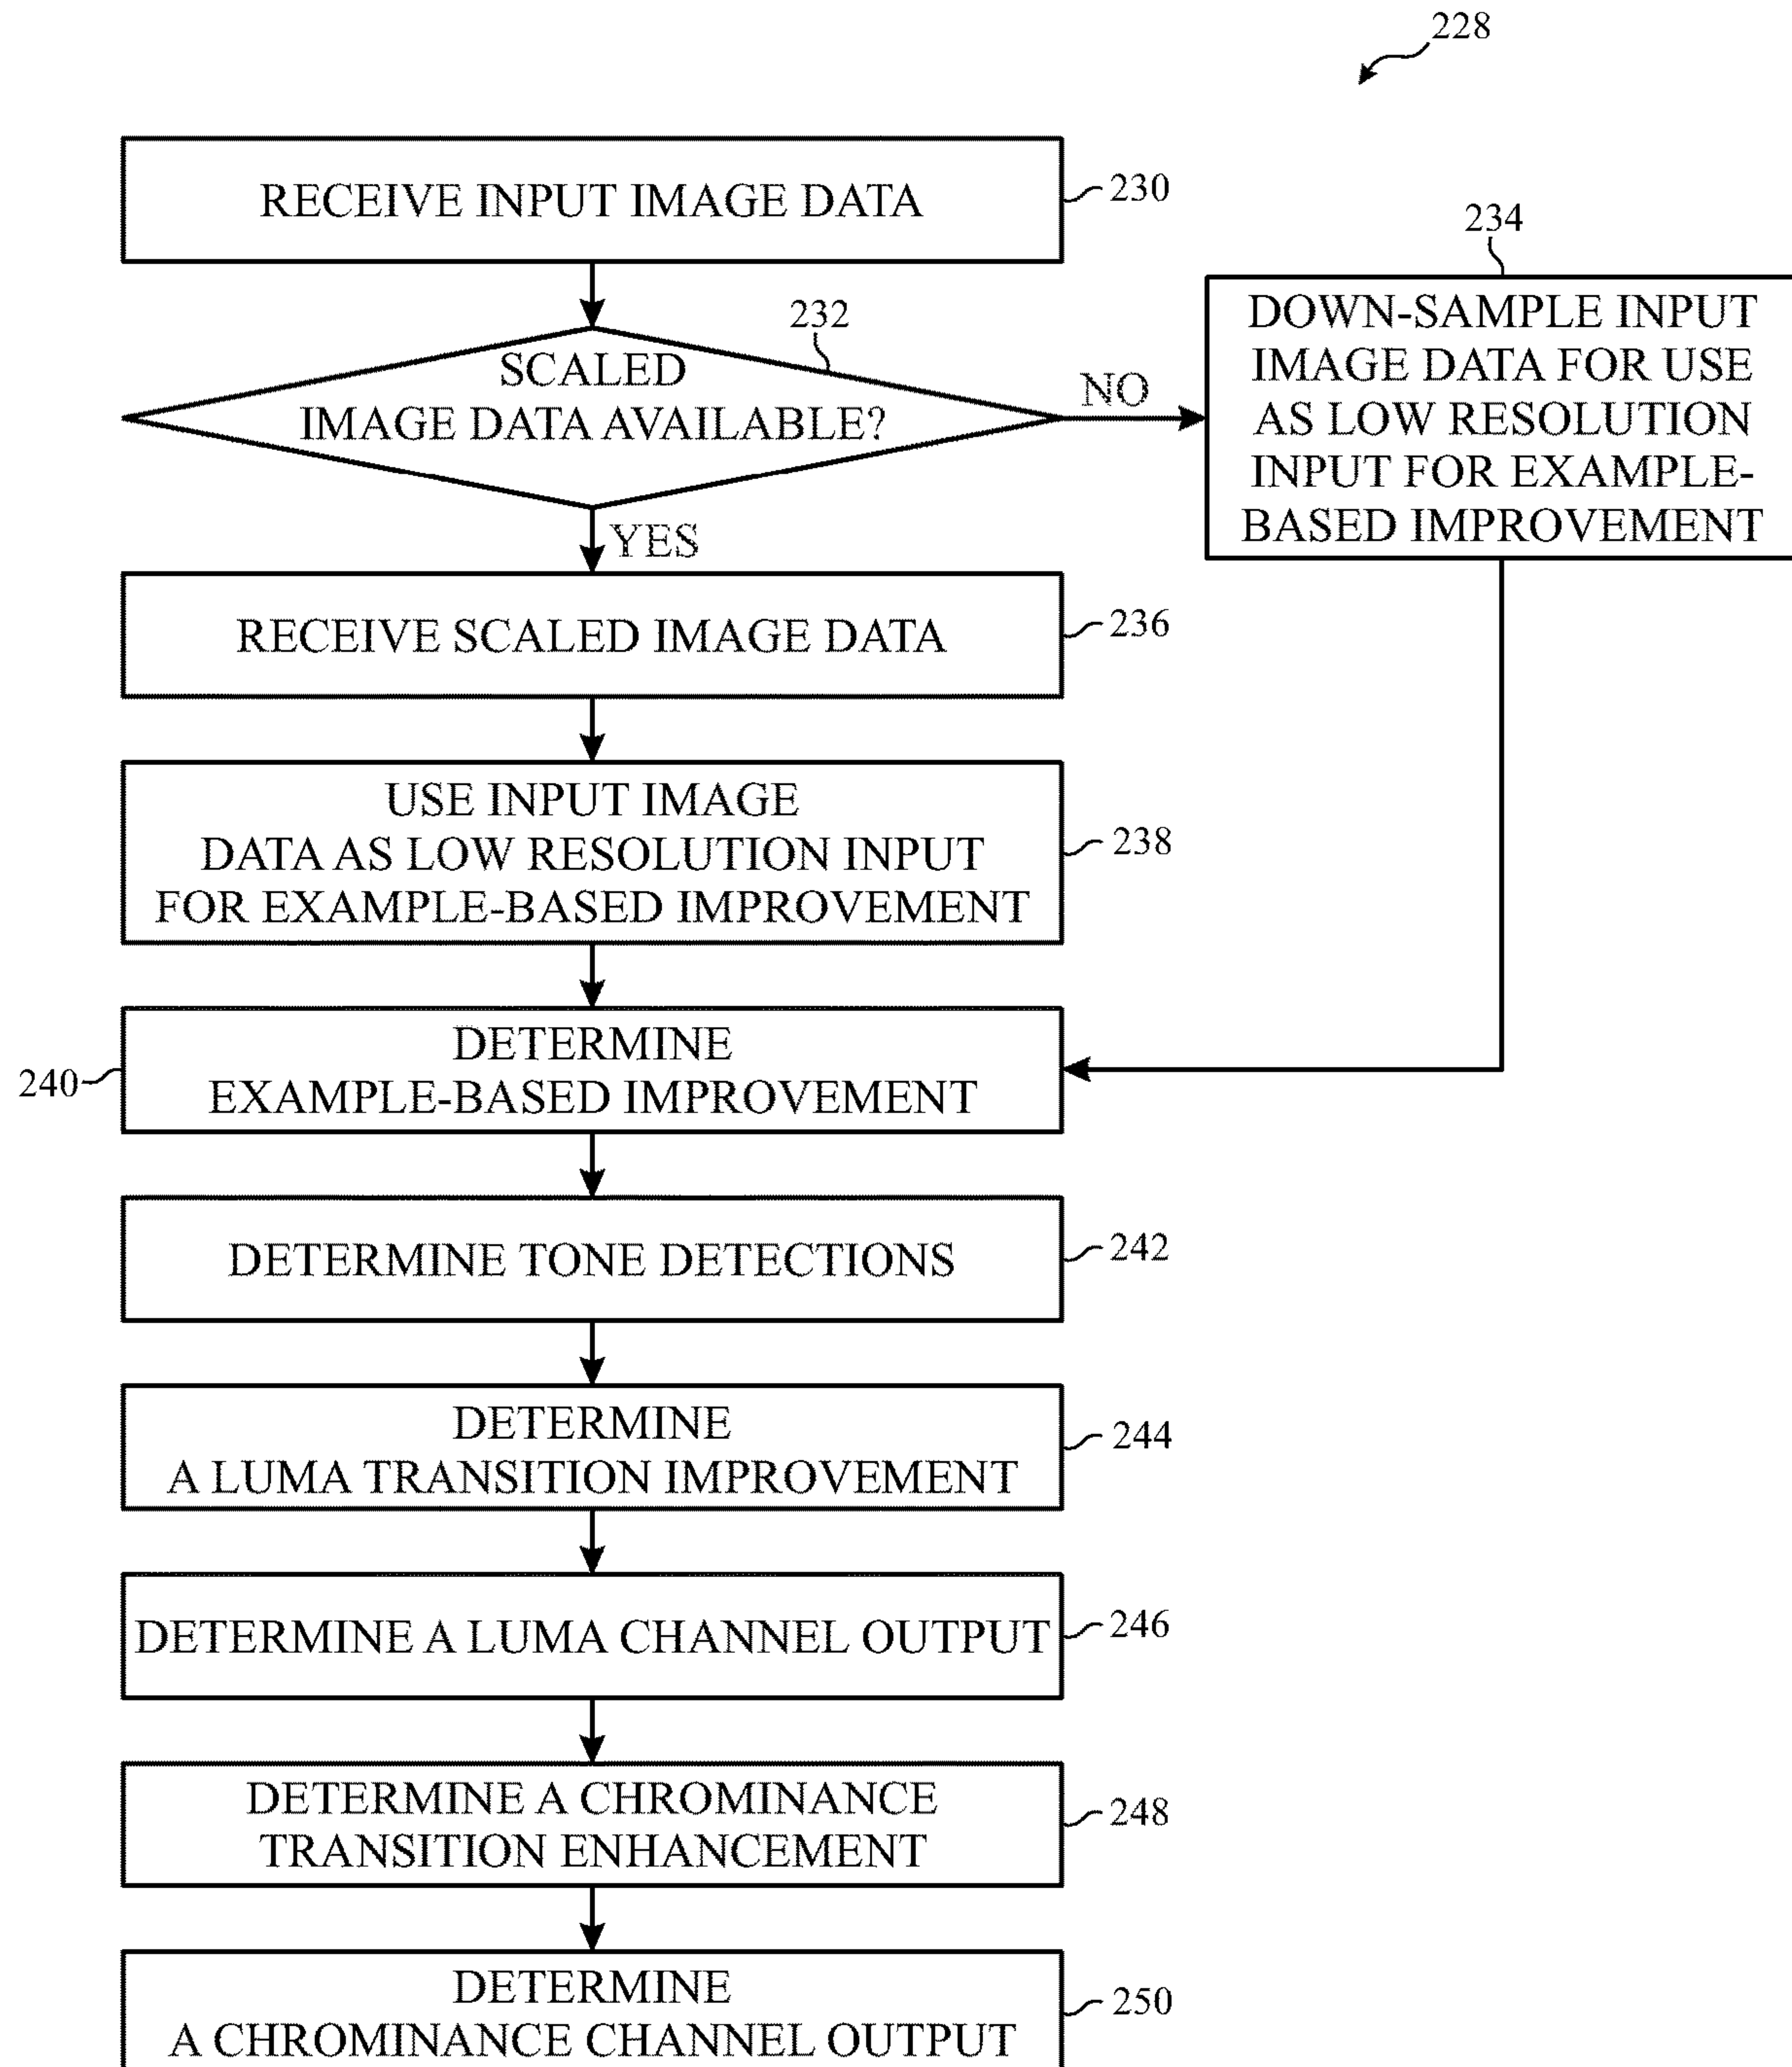 228
RECEIVE INPUT IMAGE DATA
230
232
SCALED
IMAGE DATA AVAILABLE?
NO
YES
234
DOWN-SAMPLE INPUT
IMAGE DATA FOR USE
AS LOW RESOLUTION
INPUT FOR EXAMPLE-
BASED IMPROVEMENT
RECEIVE SCALED IMAGE DATA
236
USE INPUT IMAGE
DATA AS LOW RESOLUTION INPUT
FOR EXAMPLE-BASED IMPROVEMENT
238
240
DETERMINE
EXAMPLE-BASED IMPROVEMENT
DETERMINE TONE DETECTIONS
242
DETERMINE
A LUMA TRANSITION IMPROVEMENT
244
DETERMINE A LUMA CHANNEL OUTPUT
246
DETERMINE A CHROMINANCE
TRANSITION ENHANCEMENT
248
DETERMINE
A CHROMINANCE CHANNEL OUTPUT
250